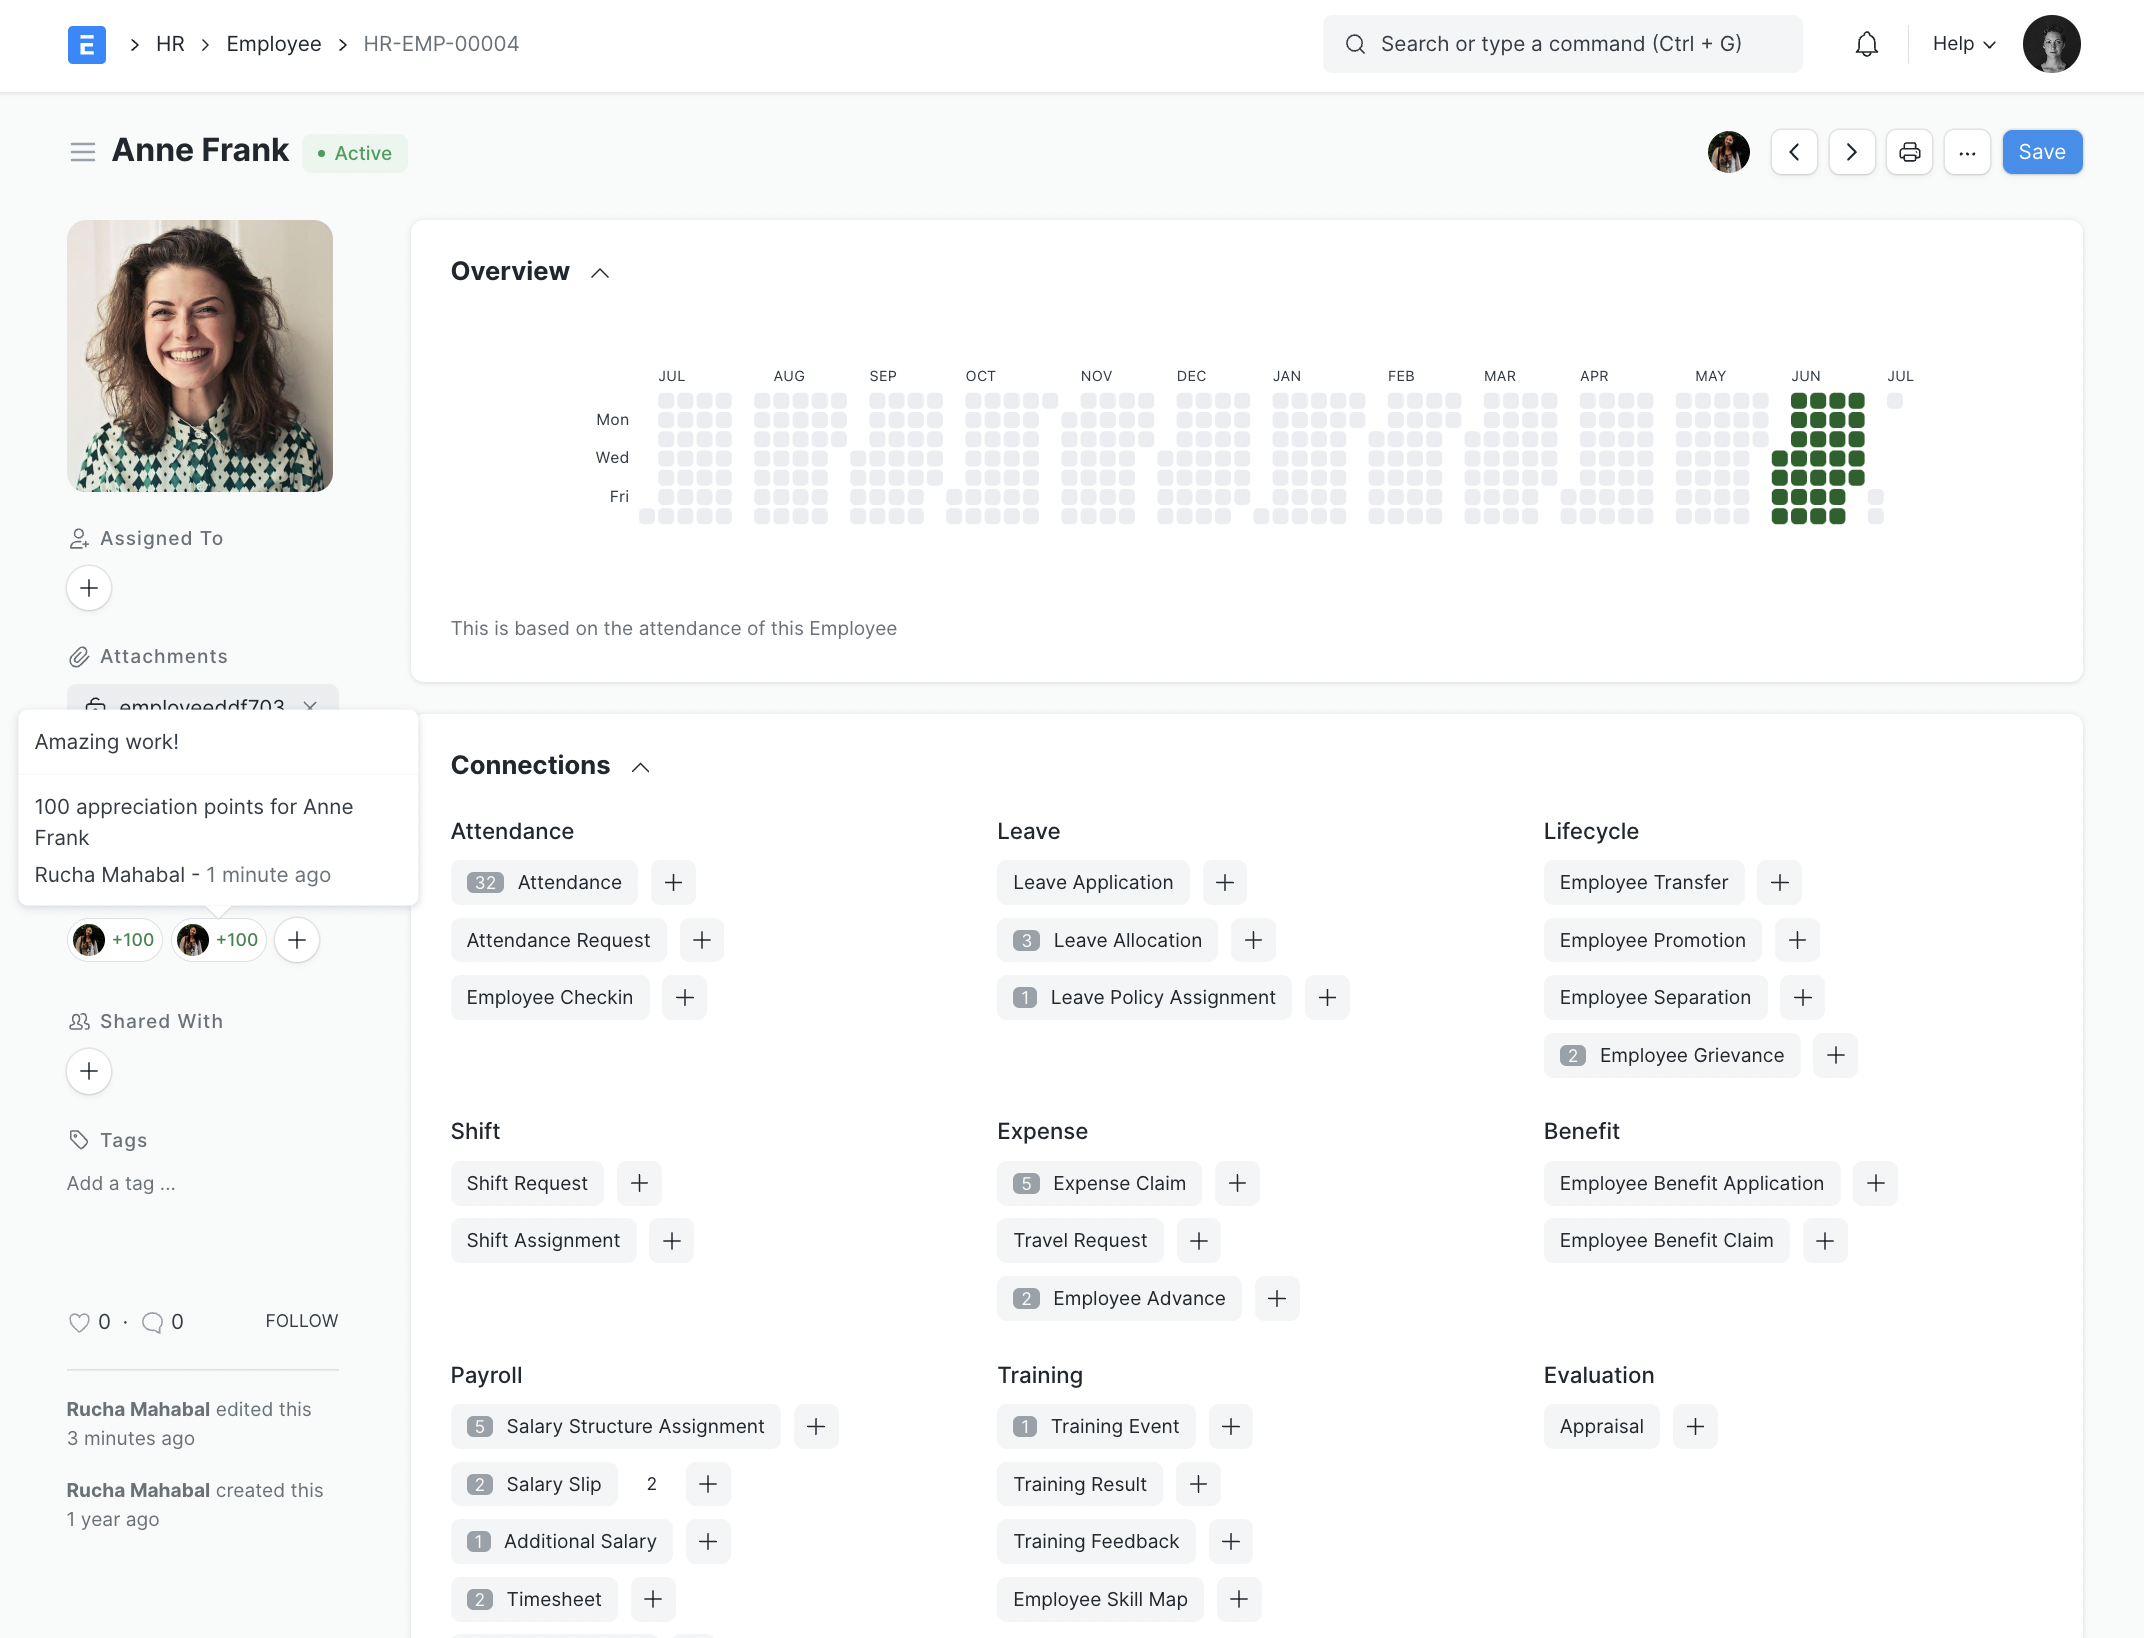 E
HR
Employee
HR-EMP-00004
Search or type a command (Ctrl + G)
Help
Anne Frank
Active
...
Save
Overview
JUL AUG SEP OCT NOV DEC JAN FEB MAR APR MAY JUN JUL
Mon
Wed
Fri
This is based on the attendance of this Employee
Assigned To
Attachments
employeeddf703
Amazing work!
100 appreciation points for Anne
Frank
Rucha Mahabal - 1 minute ago
+100
+100
Shared With
Tags
Add a tag ...
0 · 0 FOLLOW
Rucha Mahabal edited this
3 minutes ago
Rucha Mahabal created this
1 year ago
Connections
Attendance
32 Attendance
Attendance Request
Employee Checkin
Leave
Leave Application
3 Leave Allocation
1 Leave Policy Assignment
Lifecycle
Employee Transfer
Employee Promotion
Employee Separation
2 Employee Grievance
Shift
Shift Request
Shift Assignment
Expense
5 Expense Claim
Travel Request
2 Employee Advance
Benefit
Employee Benefit Application
Employee Benefit Claim
Payroll
5 Salary Structure Assignment
2 Salary Slip 2
1 Additional Salary
2 Timesheet
Training
1 Training Event
Training Result
Training Feedback
Employee Skill Map
Evaluation
Appraisal